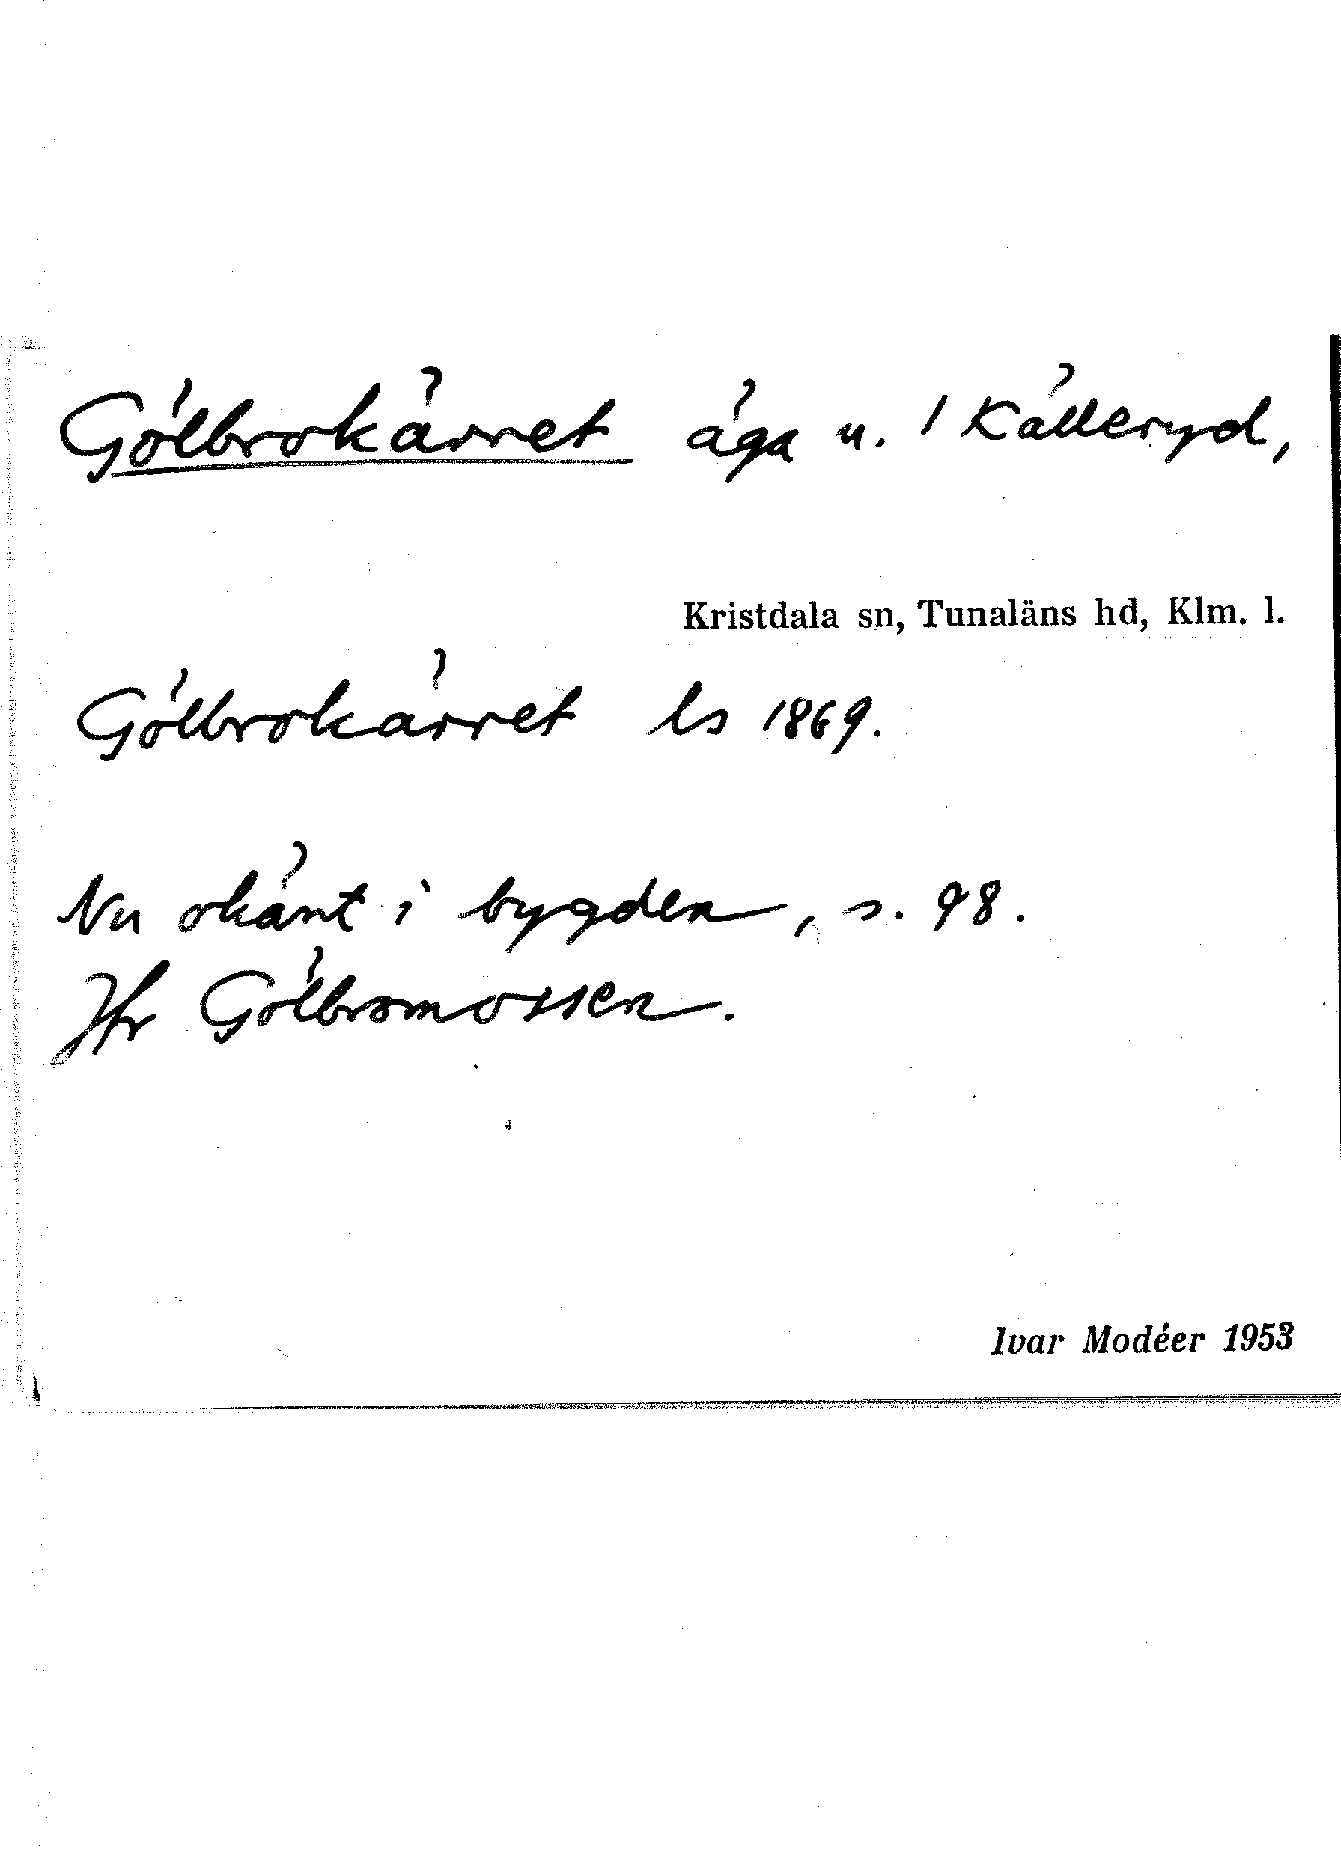 Gölbrokärret äga u. 1 Källeryd,
Kristdala sn, Tunaläns hd, Klm. l.
Gölbrokärret ls 1869.
Nu okänt i bygden, s. 98.
Jfr Gölbromossen.
Ivar Modéer 1953